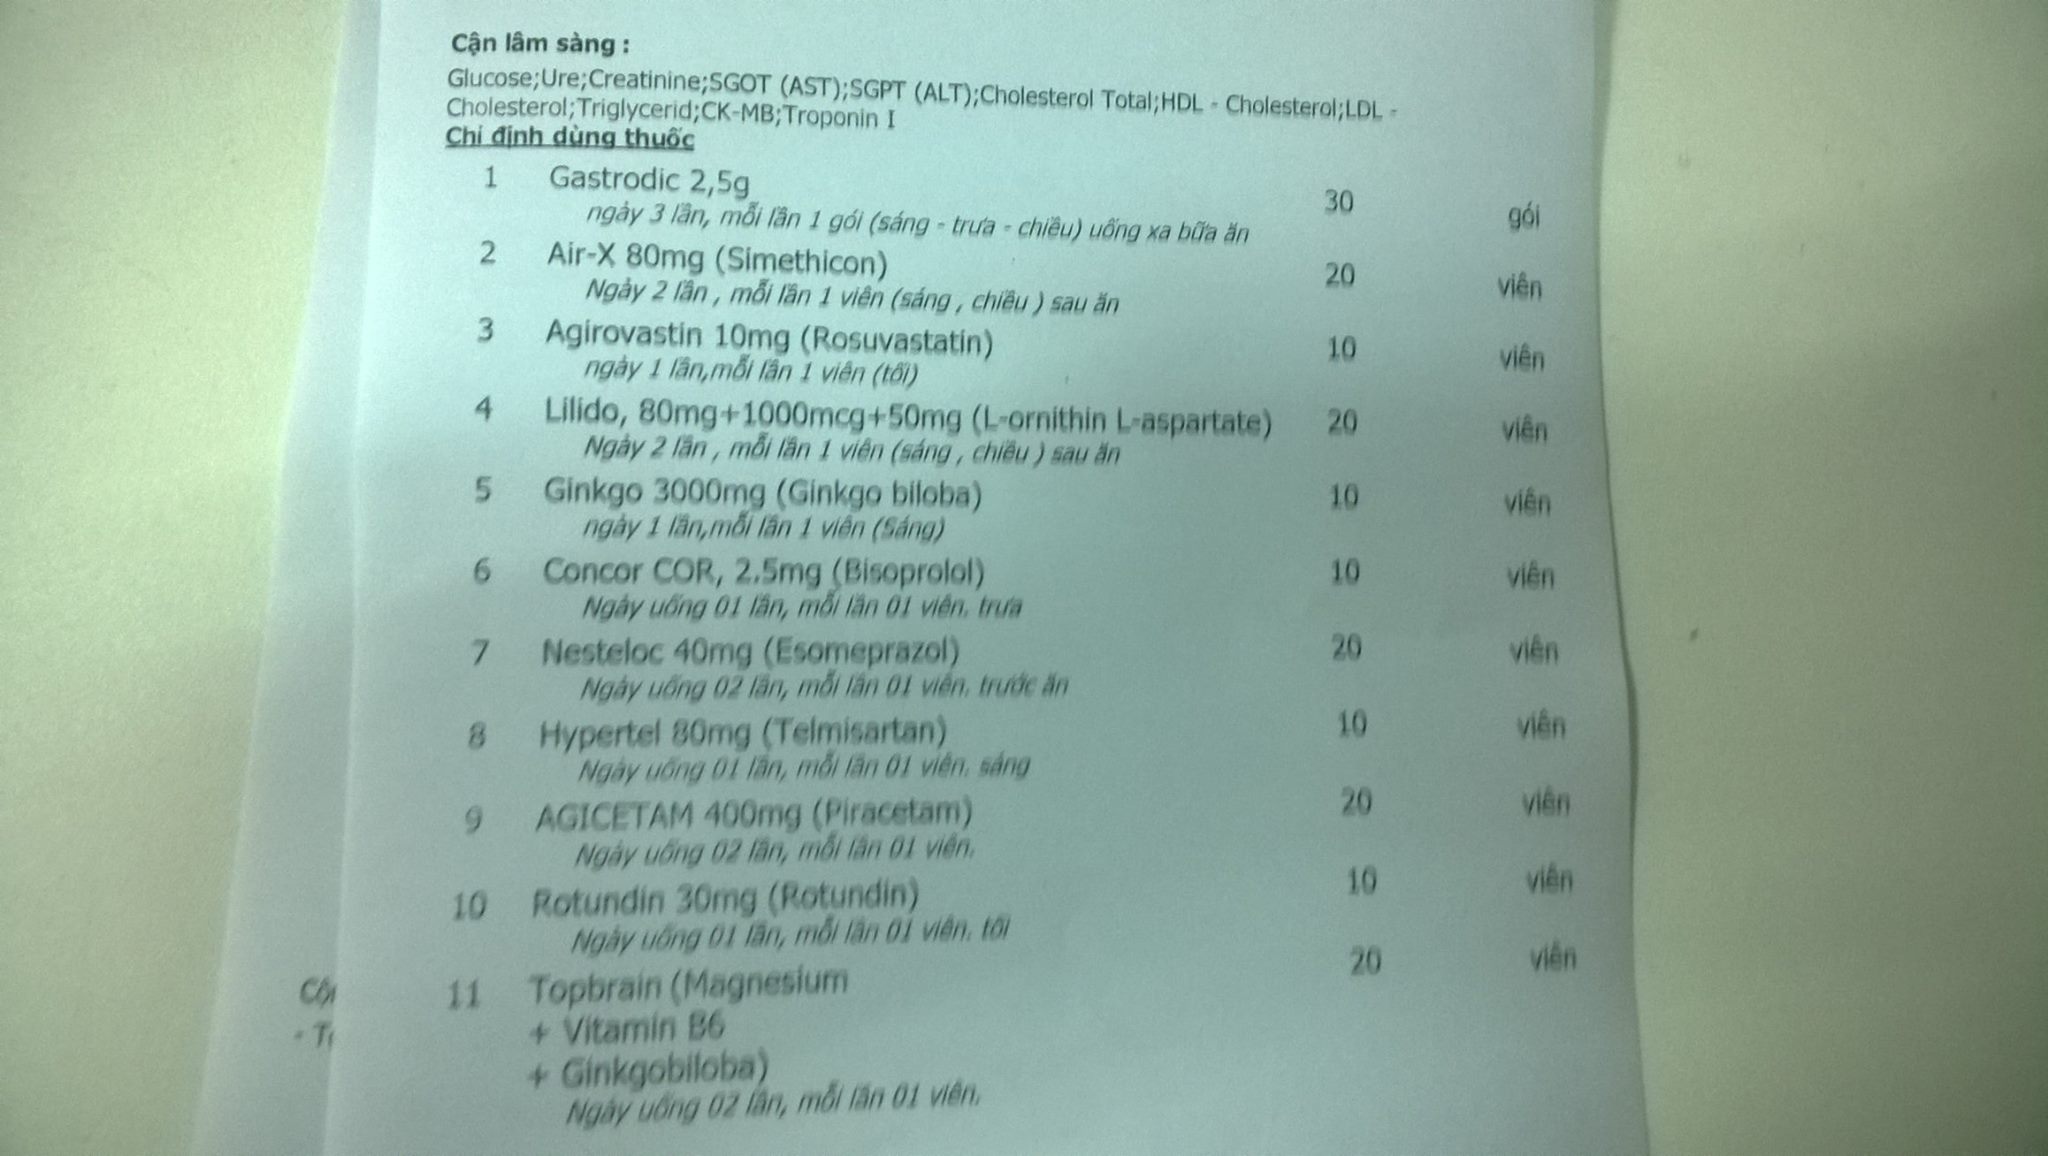 Cận lâm sàng :
Glucose;Ure;Creatinine;SGOT (AST);SGPT (ALT);Cholesterol Total;HDL - Cholesterol;LDL -
Cholesterol;Triglycerid;CK-MB;Troponin I
Chỉ định dùng thuốc
1 Gastrodic 2,5g 30 gói
ngày 3 lần, mỗi lần 1 gói (sáng - trưa - chiều) uống xa bữa ăn
2 Air-X 80mg (Simethicon) 20 viên
Ngày 2 lần , mỗi lần 1 viên (sáng , chiều ) sau ăn
3 Agirovastin 10mg (Rosuvastatin) 10 viên
ngày 1 lần,mỗi lần 1 viên (tối)
4 Lilido, 80mg+1000mcg+50mg (L-ornithin L-aspartate) 20 viên
Ngày 2 lần , mỗi lần 1 viên (sáng , chiều ) sau ăn
5 Ginkgo 3000mg (Ginkgo biloba) 10 viên
ngày 1 lần,mỗi lần 1 viên (Sáng)
6 Concor COR, 2.5mg (Bisoprolol) 10 viên
Ngày uống 01 lần, mỗi lần 01 viên. trưa
7 Nesteloc 40mg (Esomeprazol) 20 viên
Ngày uống 02 lần, mỗi lần 01 viên. trước ăn
8 Hypertel 80mg (Telmisartan) 10 viên
Ngày uống 01 lần, mỗi lần 01 viên. sáng
9 AGICETAM 400mg (Piracetam) 20 viên
Ngày uống 02 lần, mỗi lần 01 viên.
10 Rotundin 30mg (Rotundin) 10 viên
Ngày uống 01 lần, mỗi lần 01 viên. tối
11 Topbrain (Magnesium 20 viên
+ Vitamin B6
+ Ginkgobiloba)
Ngày uống 02 lần, mỗi lần 01 viên.